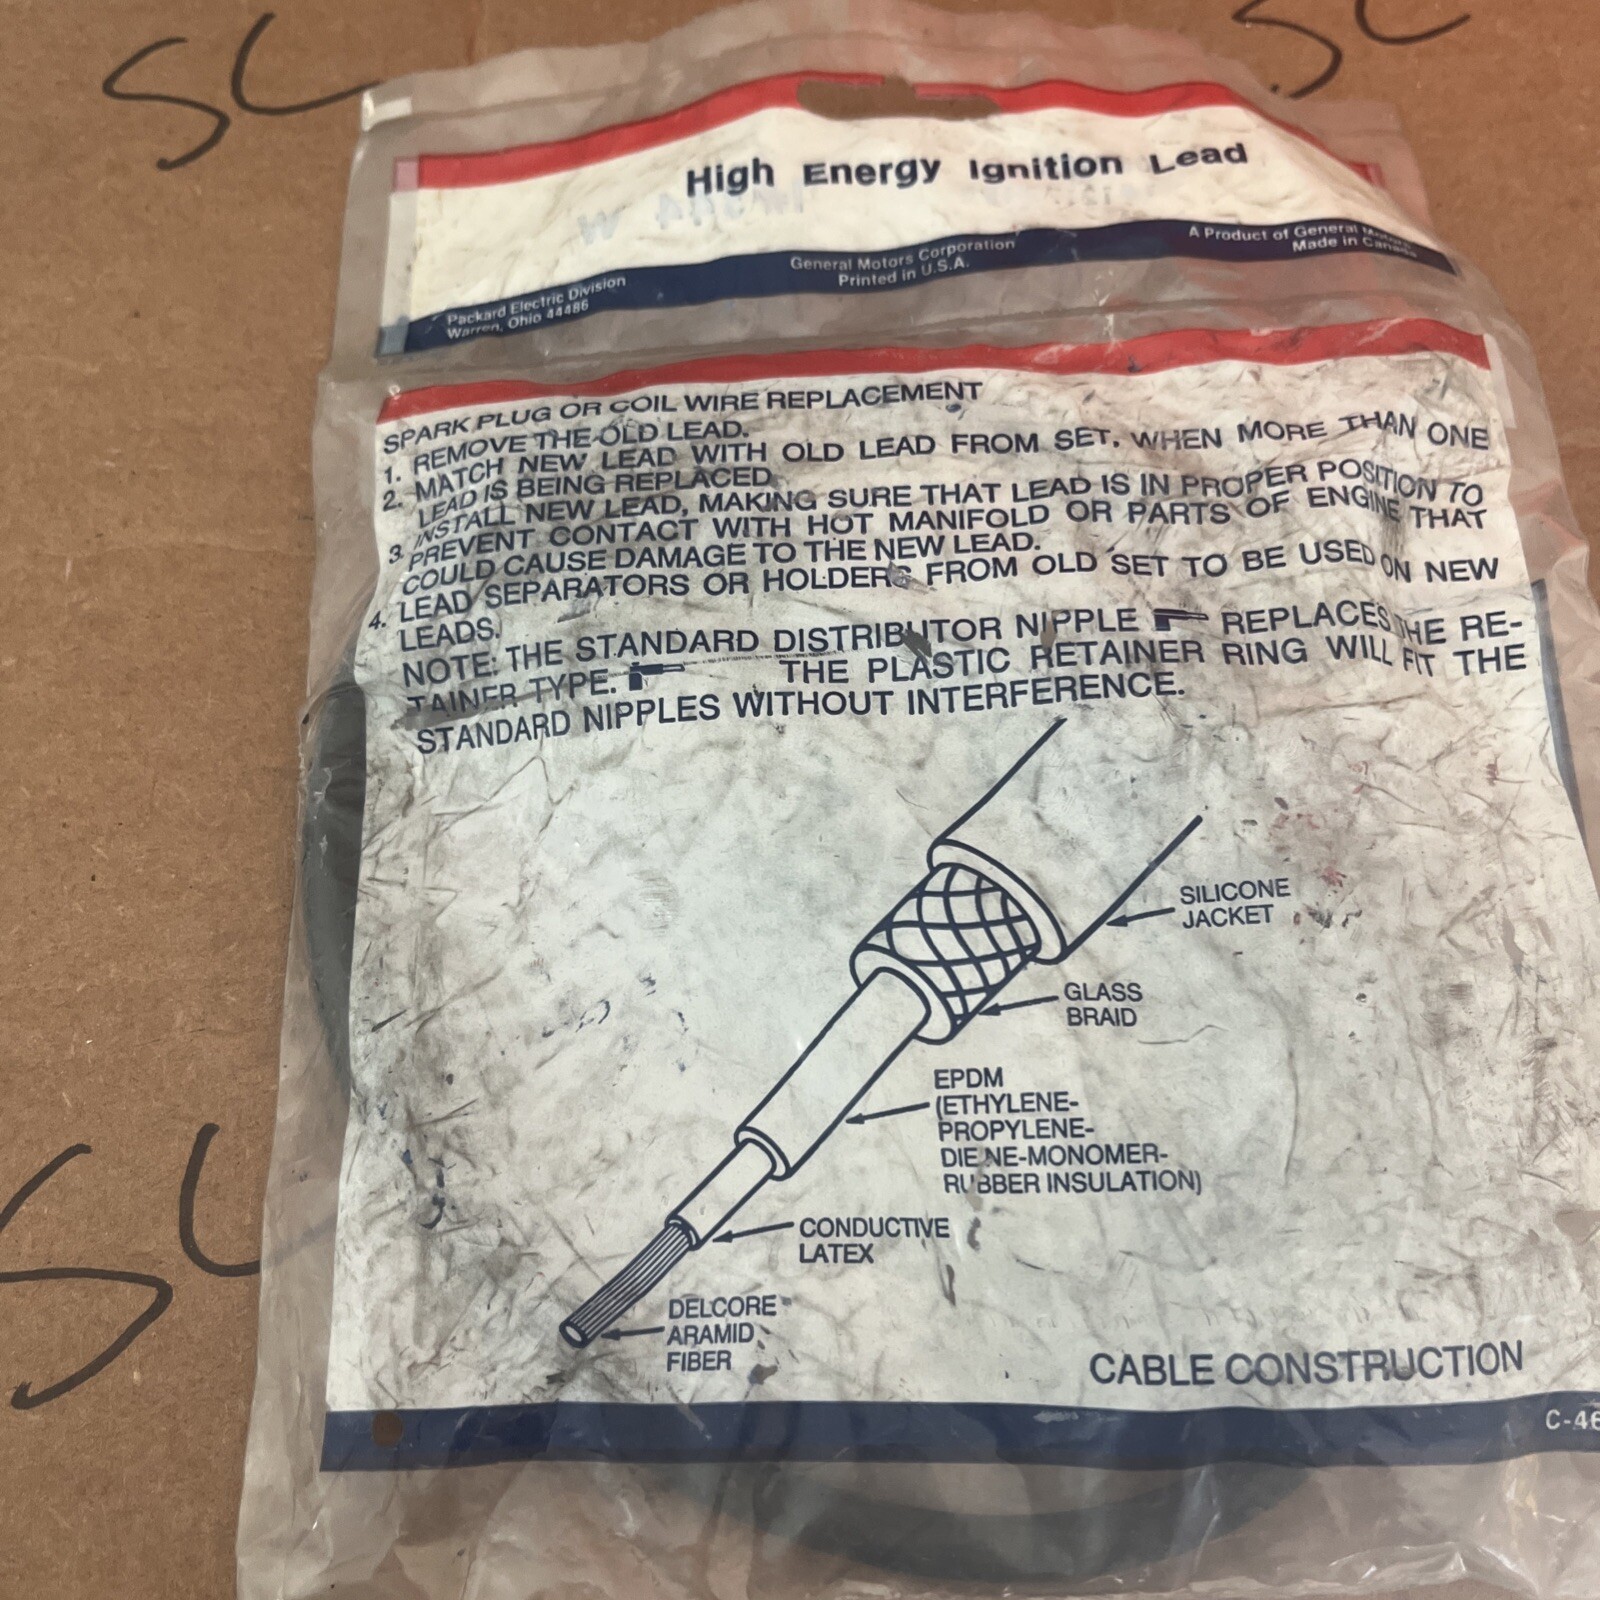 SC
SC
High Energy Ignition Lead
Packard Electric Division
Warren, Ohio 44486
General Motors Corporation
Printed in U.S.A.
A Product of General Motors
Made in Canada
SPARK PLUG OR COIL WIRE REPLACEMENT
1. REMOVE THE OLD LEAD.
2. MATCH NEW LEAD WITH OLD LEAD FROM SET, WHEN MORE THAN ONE
LEAD IS BEING REPLACED.
3. INSTALL NEW LEAD, MAKING SURE THAT LEAD IS IN PROPER POSITION TO
PREVENT CONTACT WITH HOT MANIFOLD OR PARTS OF ENGINE THAT
COULD CAUSE DAMAGE TO THE NEW LEAD.
4. LEAD SEPARATORS OR HOLDERS FROM OLD SET TO BE USED ON NEW
LEADS.
NOTE: THE STANDARD DISTRIBUTOR NIPPLE REPLACES THE RE-
TAINER TYPE. THE PLASTIC RETAINER RING WILL FIT THE
STANDARD NIPPLES WITHOUT INTERFERENCE.
SILICONE
JACKET
GLASS
BRAID
EPDM
(ETHYLENE-
PROPYLENE-
DIENE-MONOMER-
RUBBER INSULATION)
CONDUCTIVE
LATEX
DELCORE
ARAMID
FIBER
SC
CABLE CONSTRUCTION
C-46